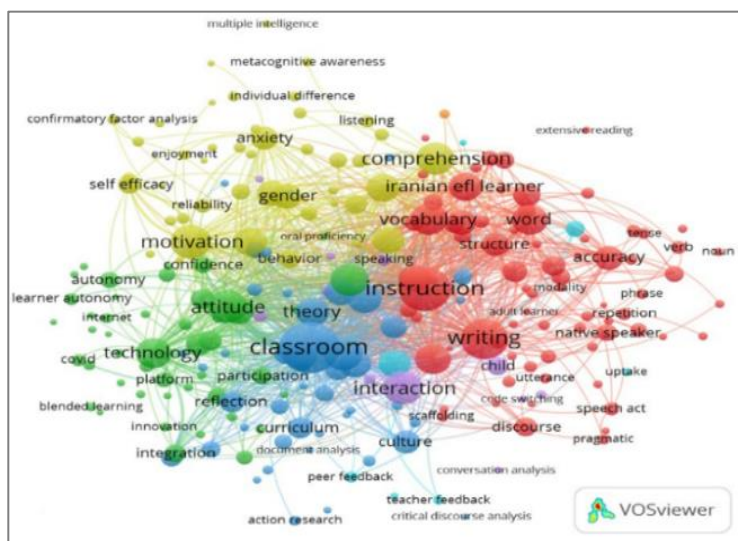 multiple intelligence
metacognitive awareness
individual difference
confirmatory factor analysis
listening
extensive reading
anxiety
enjoyment
comprehension
self efficacy
iranian efl learner
gender
reliability
vocabulary
word
tense
motivation
oral proficiency
structure
verb
noun
confidence
behavior
speaking
accuracy
autonomy
instruction
modality
phrase
learner autonomy
attitude
theory
adult learner
repetition
internet
native speaker
covid
technology
classroom
writing
platform
participation
child
uptake
interaction
utterance
blended learning
reflection
code switching
scaffolding
speech act
innovation
curriculum
discourse
pragmatic
integration
document analysis
culture
peer feedback
conversation analysis
teacher feedback
action research
critical discourse analysis
VOSviewer